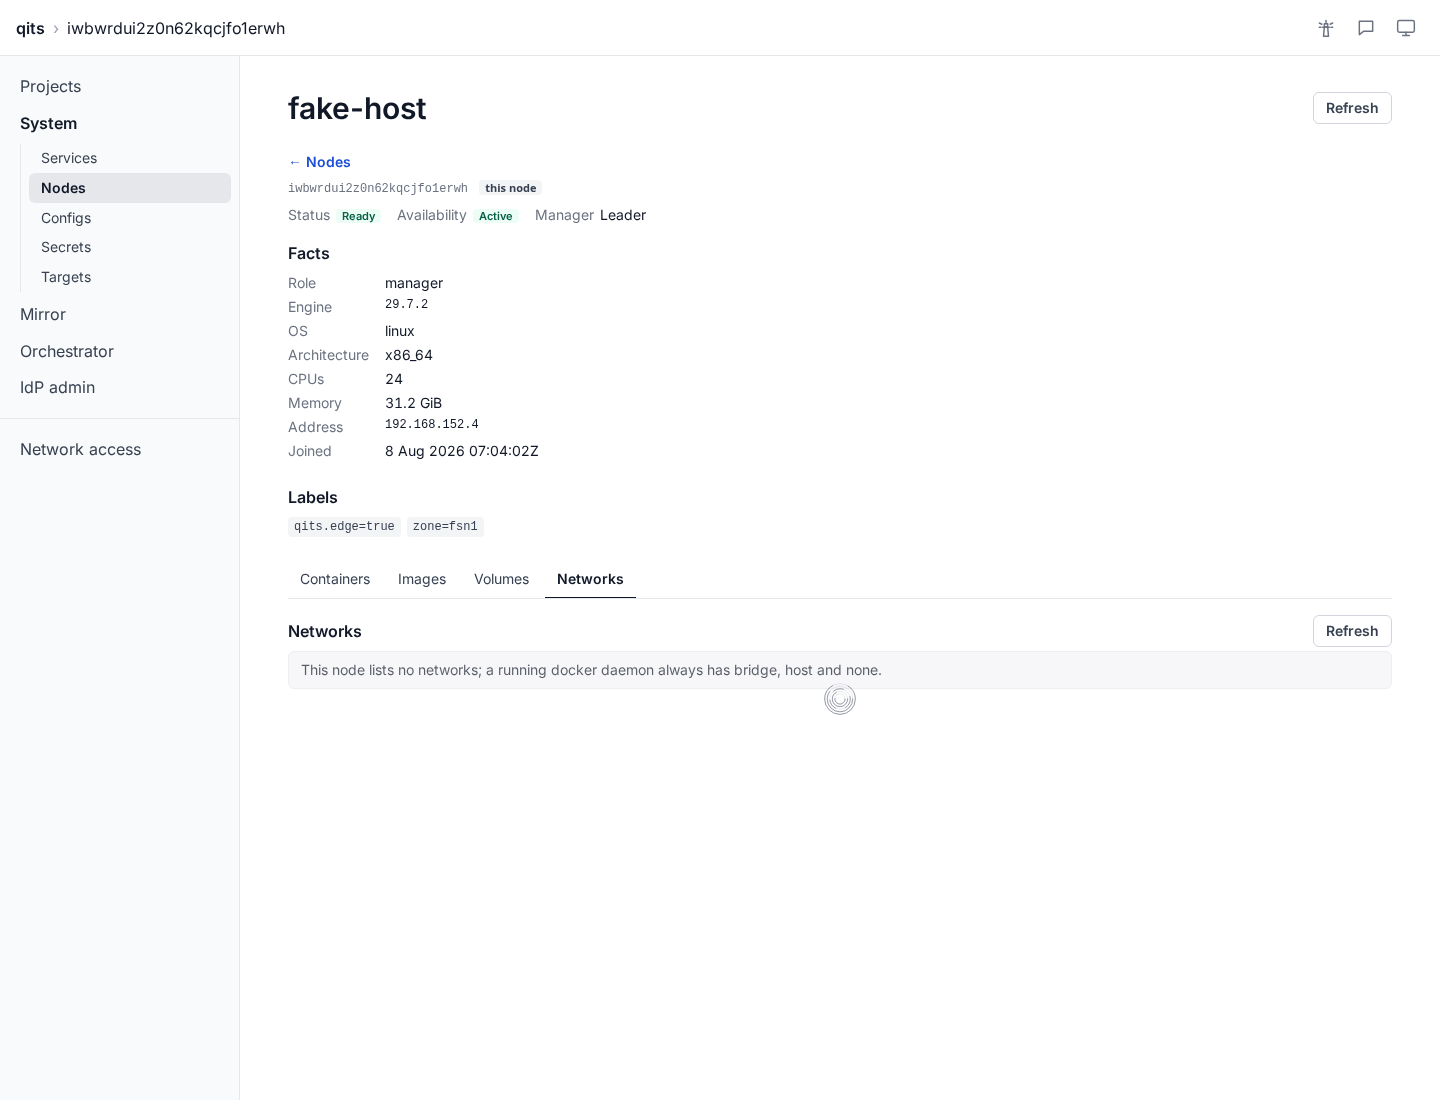 qits › iwbwrdui2z0n62kqcjfo1erwh
Projects
System
Services
Nodes
Configs
Secrets
Targets
Mirror
Orchestrator
IdP admin
Network access
fake-host
Refresh
← Nodes
iwbwrdui2z0n62kqcjfo1erwh this node
Status Ready Availability Active Manager Leader
Facts
Role manager
Engine 29.7.2
OS linux
Architecture x86_64
CPUs 24
Memory 31.2 GiB
Address 192.168.152.4
Joined 8 Aug 2026 07:04:02Z
Labels
qits.edge=true zone=fsn1
Containers Images Volumes Networks
Networks
Refresh
This node lists no networks; a running docker daemon always has bridge, host and none.